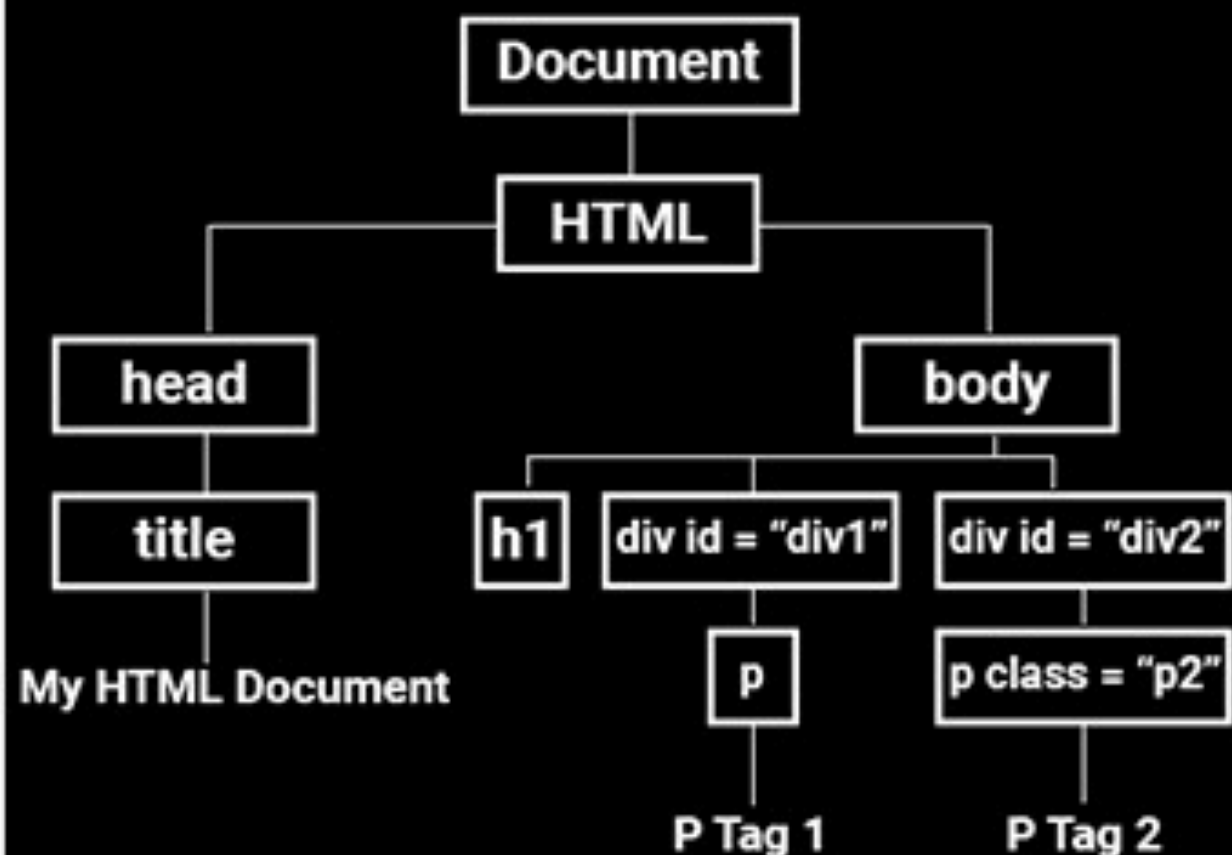 Document
HTML
head
body
title
h1
div id = “div1”
div id = “div2”
My HTML Document
p
p class = “p2”
P Tag 1
P Tag 2